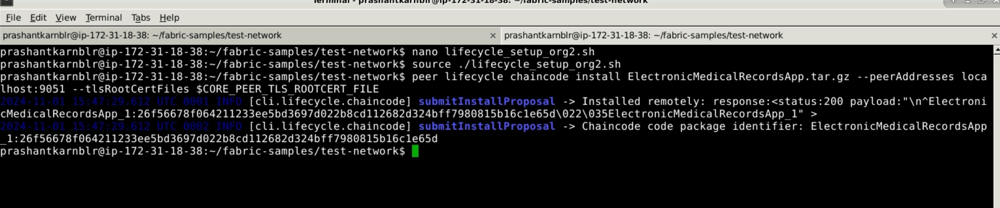 Terminal - prashantkarnblr@ip-172-31-18-38: ~/fabric-samples/test-network
File Edit View Terminal Tabs Help
prashantkarnblr@ip-172-31-18-38: ~/fabric-samples/test-network × prashantkarnblr@ip-172-31-18-38: ~/fabric-samples/test-network ×
prashantkarnblr@ip-172-31-18-38:~/fabric-samples/test-network$ nano lifecycle_setup_org2.sh
prashantkarnblr@ip-172-31-18-38:~/fabric-samples/test-network$ source ./lifecycle_setup_org2.sh
prashantkarnblr@ip-172-31-18-38:~/fabric-samples/test-network$ peer lifecycle chaincode install ElectronicMedicalRecordsApp.tar.gz --peerAddresses loca
lhost:9051 --tlsRootCertFiles $CORE_PEER_TLS_ROOTCERT_FILE
2024-11-01 15:47:29.612 UTC 0001 INFO [cli.lifecycle.chaincode] submitInstallProposal -> Installed remotely: response:<status:200 payload:"\n^Electroni
cMedicalRecordsApp_1:26f56678f064211233ee5bd3697d022b8cd112682d324bff7980815b16c1e65d\022\035ElectronicMedicalRecordsApp_1" >
2024-11-01 15:47:29.612 UTC 0002 INFO [cli.lifecycle.chaincode] submitInstallProposal -> Chaincode code package identifier: ElectronicMedicalRecordsApp
_1:26f56678f064211233ee5bd3697d022b8cd112682d324bff7980815b16c1e65d
prashantkarnblr@ip-172-31-18-38:~/fabric-samples/test-network$